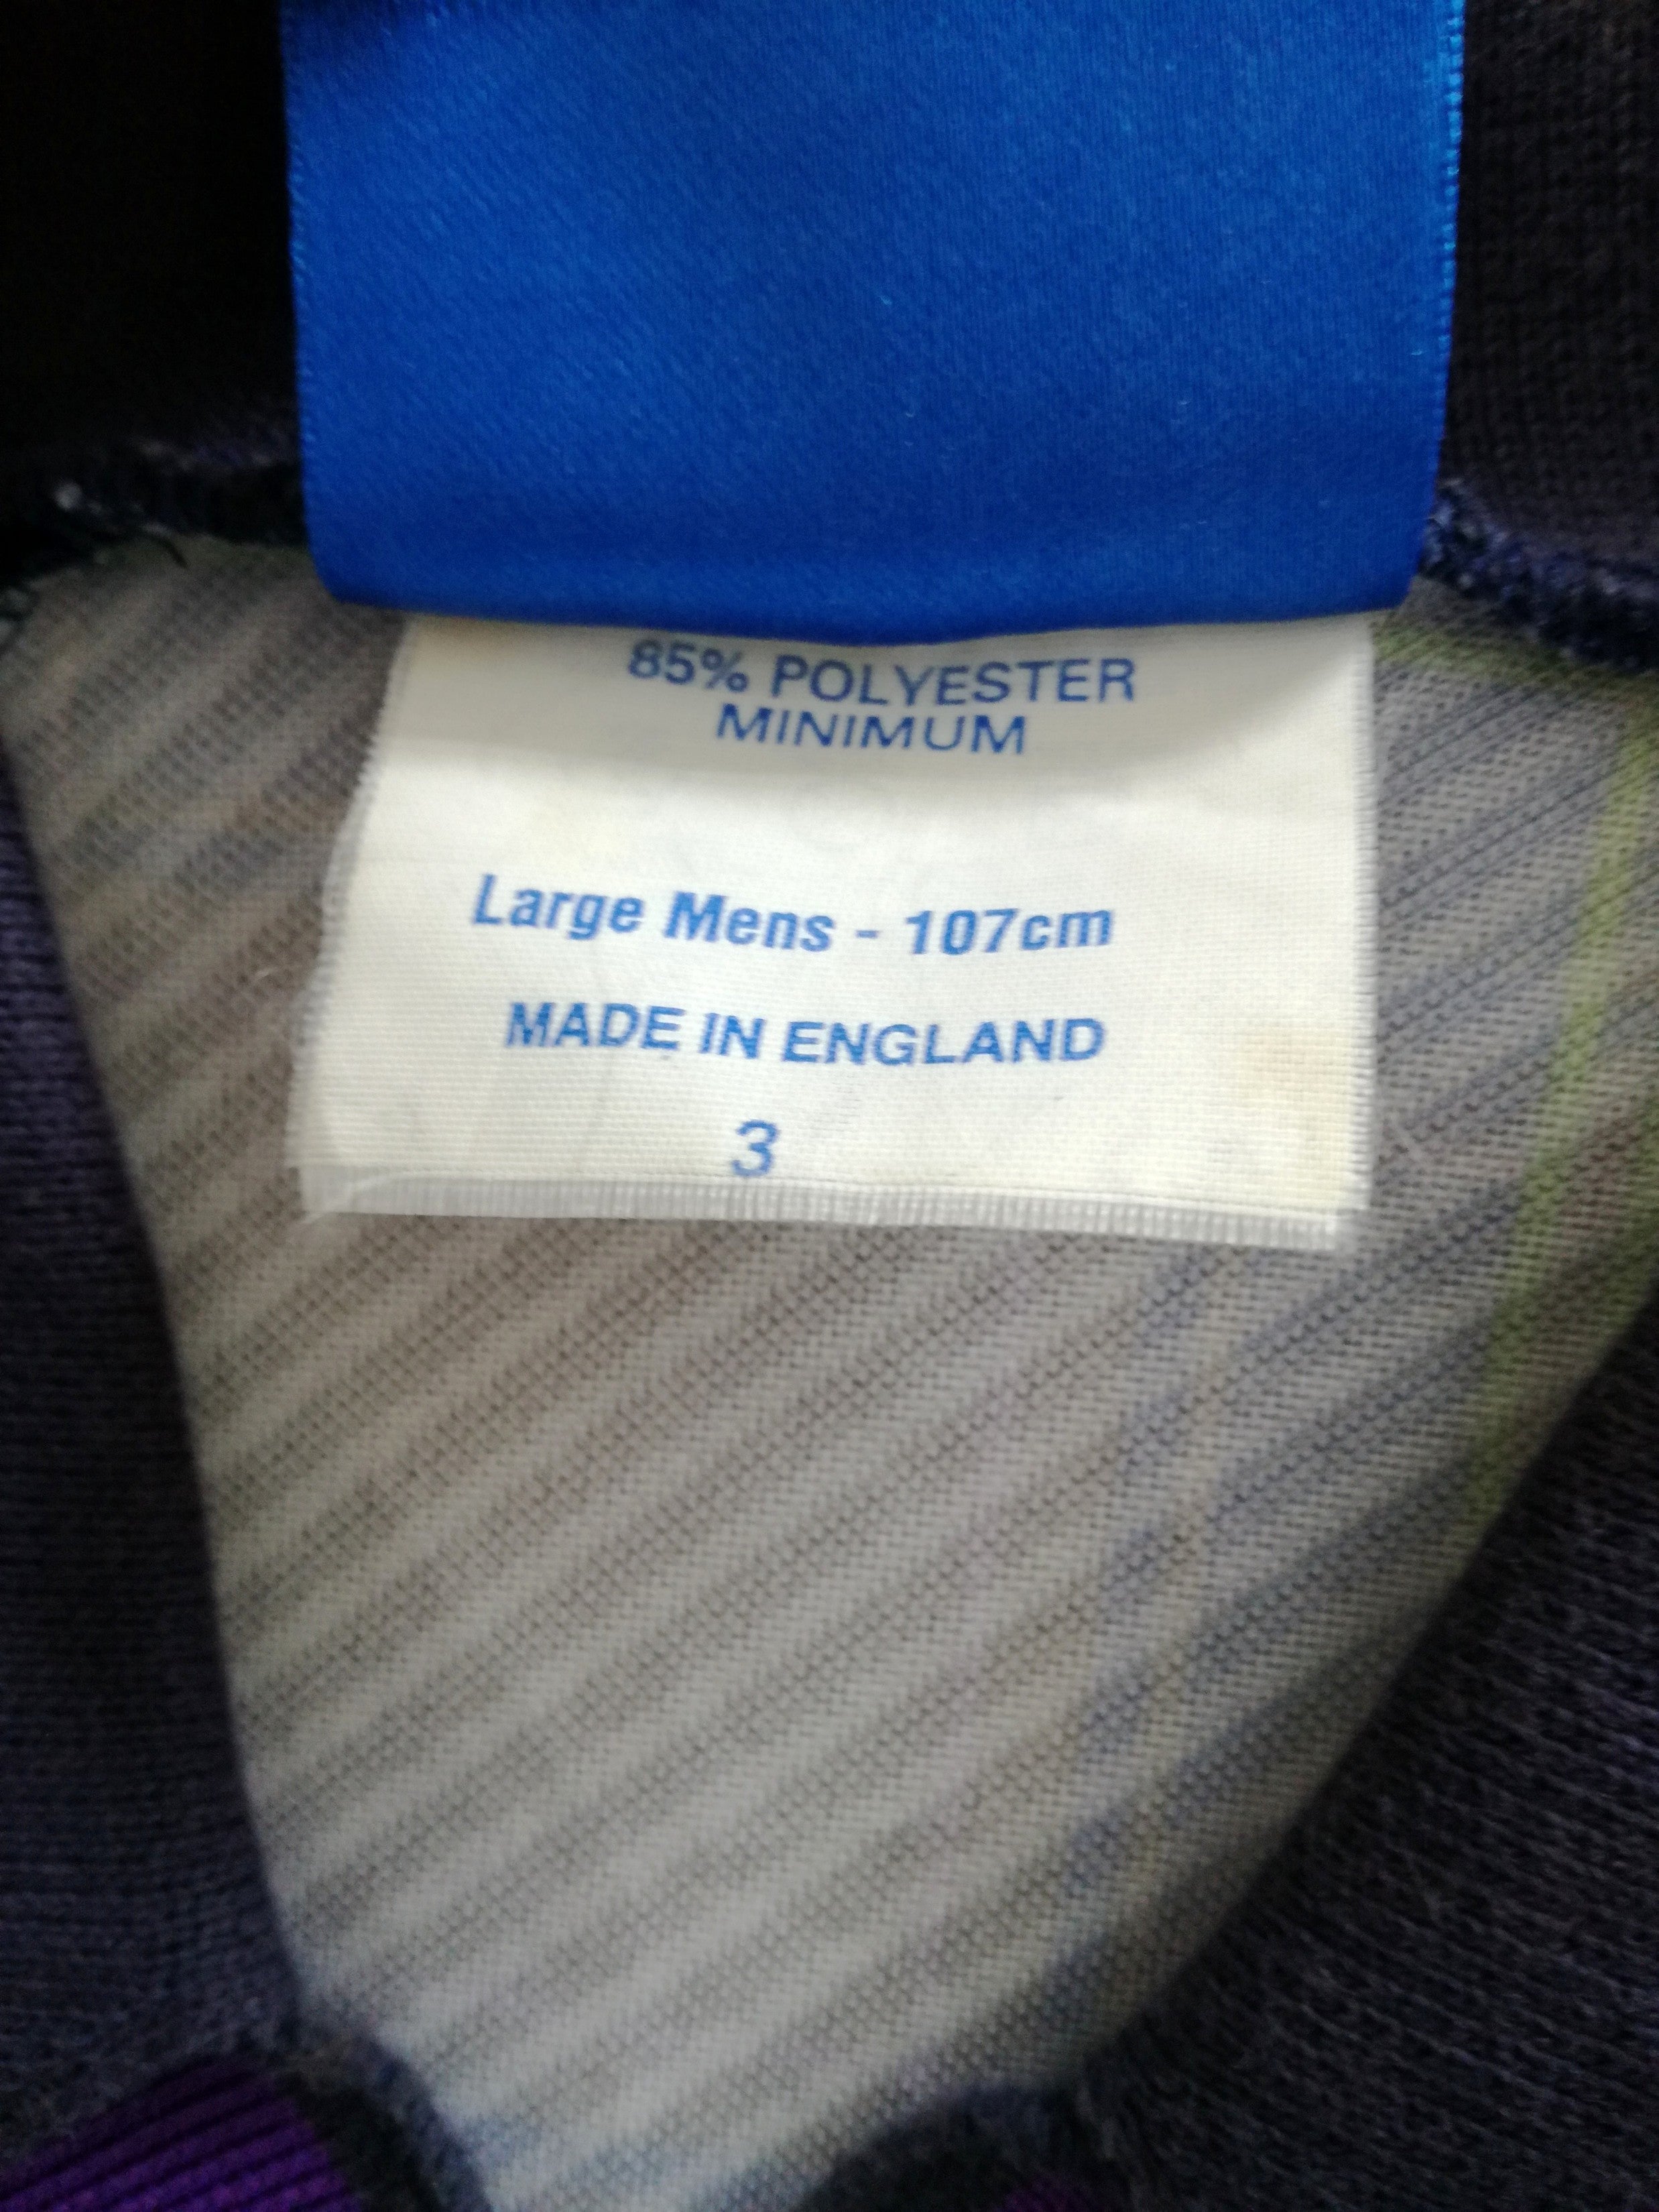 85% POLYESTER
MINIMUM
Large Mens - 107cm
MADE IN ENGLAND
3